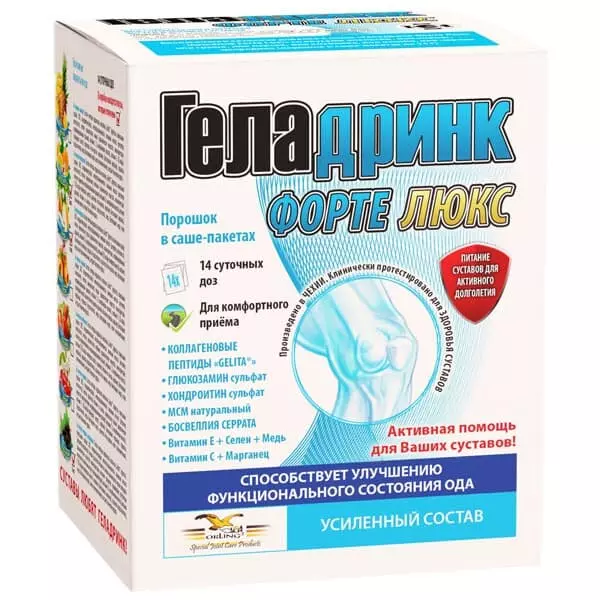 ГЕЛАДРИНК
ФОРТЕ ЛЮКС
Порошок
в саше-пакетах
14х
14 суточных
доз
Для комфортного
приёма
• КОЛЛАГЕНОВЫЕ
ПЕПТИДЫ «GELITA®»
• ГЛЮКОЗАМИН сульфат
• ХОНДРОИТИН сульфат
• МСМ натуральный
• БОСВЕЛЛИЯ СЕРРАТА
• Витамин Е + Селен + Медь
• Витамин С + Марганец
Произведено в ЧЕХИИ. Клинически протестировано для ЗДОРОВЬЯ СУСТАВОВ
ПИТАНИЕ
СУСТАВОВ ДЛЯ
АКТИВНОГО
ДОЛГОЛЕТИЯ
Активная помощь
для Ваших суставов!
СПОСОБСТВУЕТ УЛУЧШЕНИЮ
ФУНКЦИОНАЛЬНОГО СОСТОЯНИЯ ОДА
УСИЛЕННЫЙ СОСТАВ
ORLING®
Special Joint Care Products
СУСТАВЫ ЛЮБЯТ ГЕЛАДРИНК!